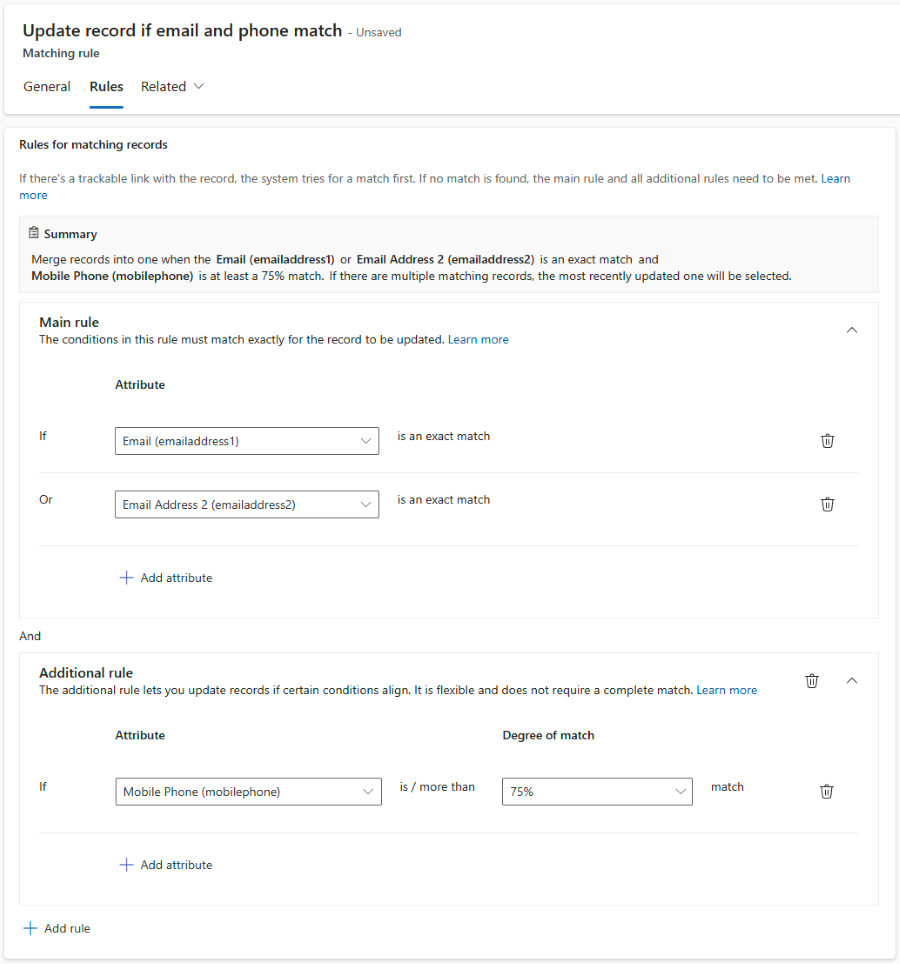 Update record if email and phone match - Unsaved
Matching rule
General Rules Related
Rules for matching records
If there's a trackable link with the record, the system tries for a match first. If no match is found, the main rule and all additional rules need to be met. Learn
more
Summary
Merge records into one when the Email (emailaddress1) or Email Address 2 (emailaddress2) is an exact match and
Mobile Phone (mobilephone) is at least a 75% match. If there are multiple matching records, the most recently updated one will be selected.
Main rule
The conditions in this rule must match exactly for the record to be updated. Learn more
Attribute
If Email (emailaddress1) is an exact match
Or Email Address 2 (emailaddress2) is an exact match
Add attribute
And
Additional rule
The additional rule lets you update records if certain conditions align. It is flexible and does not require a complete match. Learn more
Attribute Degree of match
If Mobile Phone (mobilephone) is / more than 75% match
Add attribute
Add rule